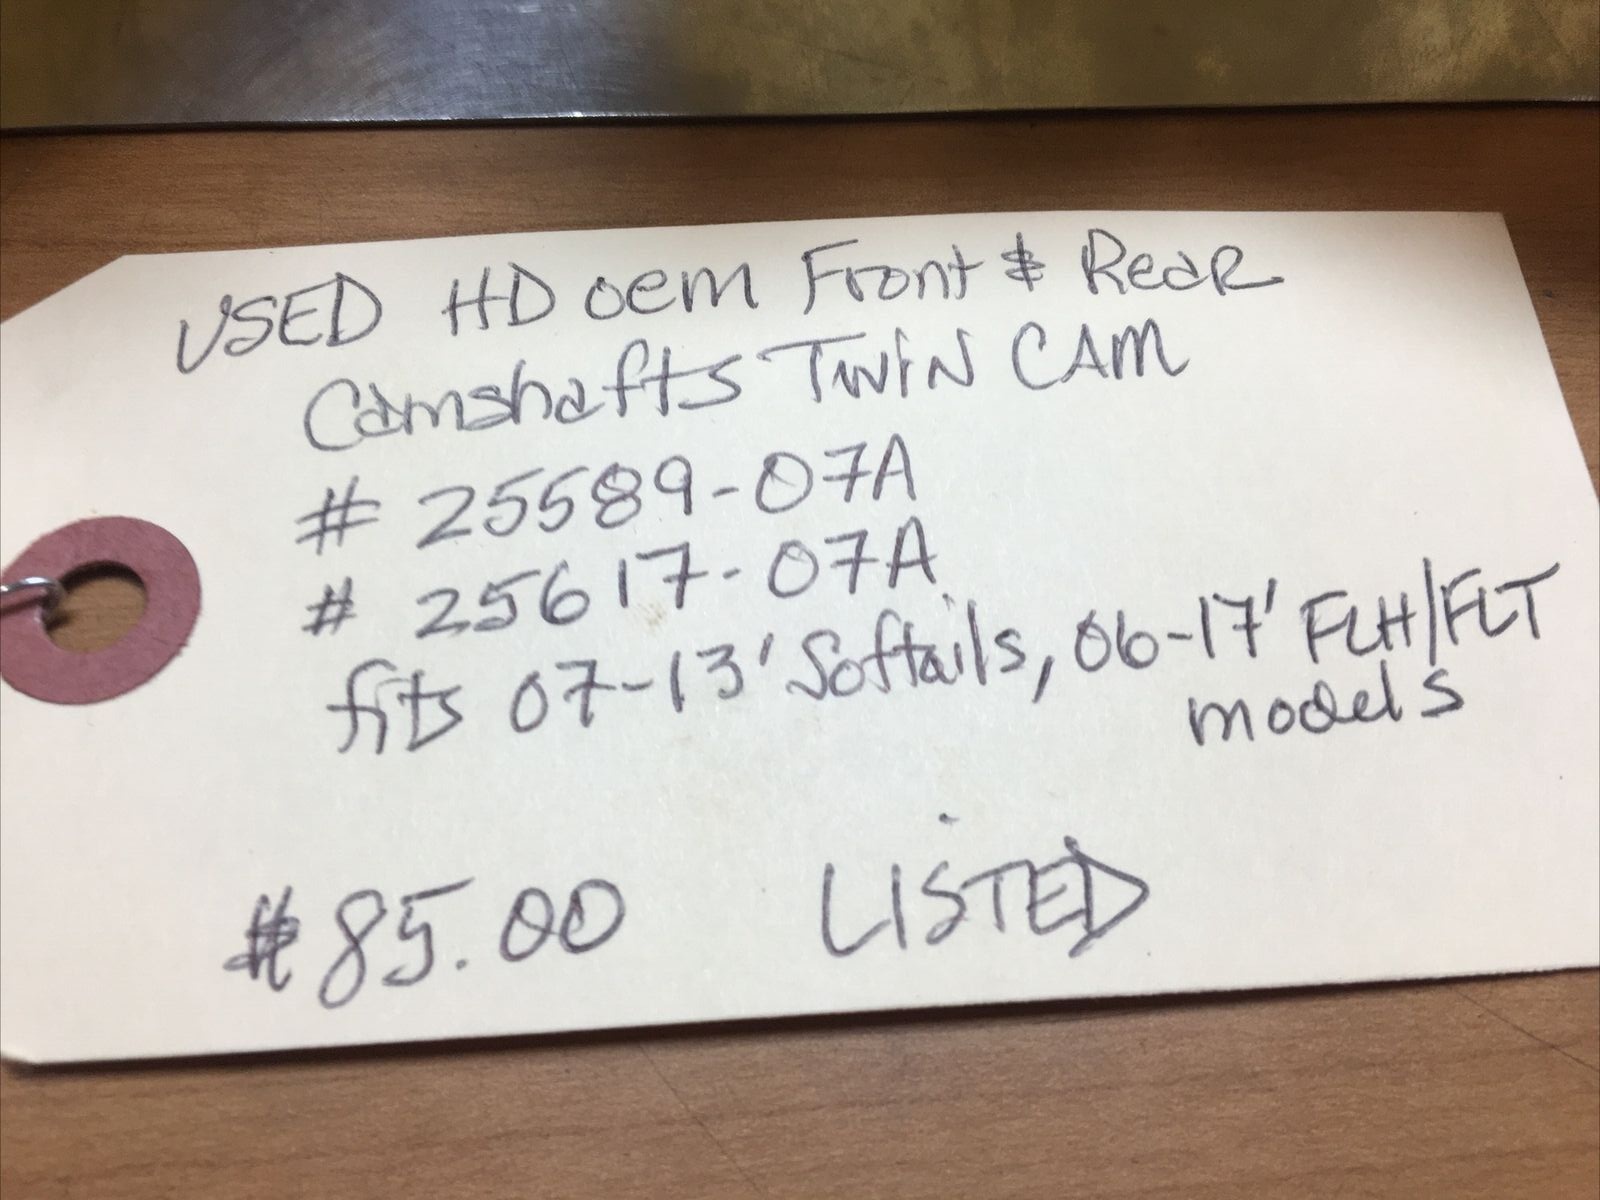 USED HD oem Front & Rear
Camshafts TWIN CAM
# 25589-07A
# 25617-07A
fits 07-13' Softails, 06-17' FLH/FLT
models
$85.00 LISTED